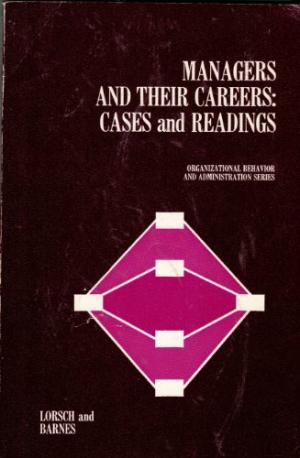 MANAGERS
AND THEIR CAREERS:
CASES and READINGS
ORGANIZATIONAL BEHAVIOR
AND ADMINISTRATION SERIES
LORSCH and
BARNES